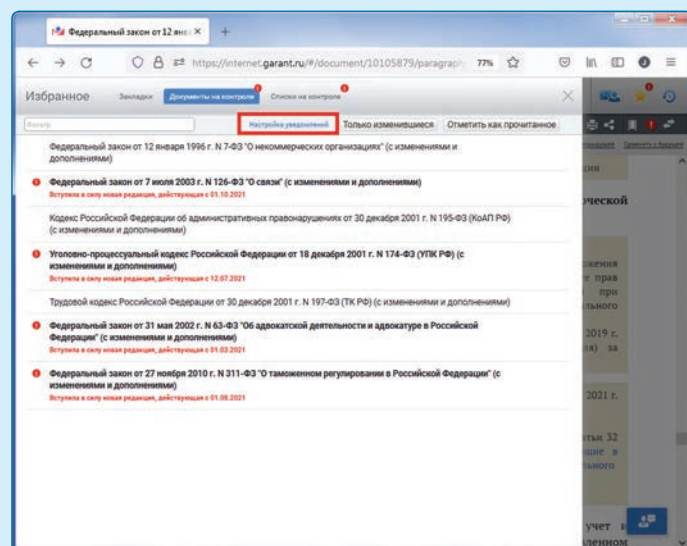 Федеральный закон от 12 янв
https://internet.garant.ru/#/document/10105879/paragraph
77%
Избранное
Закладки
Документы на контроле
Списки на контроле
Фильтр
Настройка уведомлений
Только изменившиеся
Отметить как прочитанное
Федеральный закон от 12 января 1996 г. N 7-ФЗ "О некоммерческих организациях" (с изменениями и
дополнениями)
Федеральный закон от 7 июля 2003 г. N 126-ФЗ "О связи" (с изменениями и дополнениями)
Вступила в силу новая редакция, действующая с 01.10.2021
Кодекс Российской Федерации об административных правонарушениях от 30 декабря 2001 г. N 195-ФЗ (КоАП РФ)
(с изменениями и дополнениями)
Уголовно-процессуальный кодекс Российской Федерации от 18 декабря 2001 г. N 174-ФЗ (УПК РФ) (с
изменениями и дополнениями)
Вступила в силу новая редакция, действующая с 12.07.2021
Трудовой кодекс Российской Федерации от 30 декабря 2001 г. N 197-ФЗ (ТК РФ) (с изменениями и дополнениями)
Федеральный закон от 31 мая 2002 г. N 63-ФЗ "Об адвокатской деятельности и адвокатуре в Российской
Федерации" (с изменениями и дополнениями)
Вступила в силу новая редакция, действующая с 01.03.2021
Федеральный закон от 27 ноября 2010 г. N 311-ФЗ "О таможенном регулировании в Российской Федерации" (с
изменениями и дополнениями)
Вступила в силу новая редакция, действующая с 01.08.2021
ческой
прав
при
2019 г.
за
2021 г.
32
в
учет и